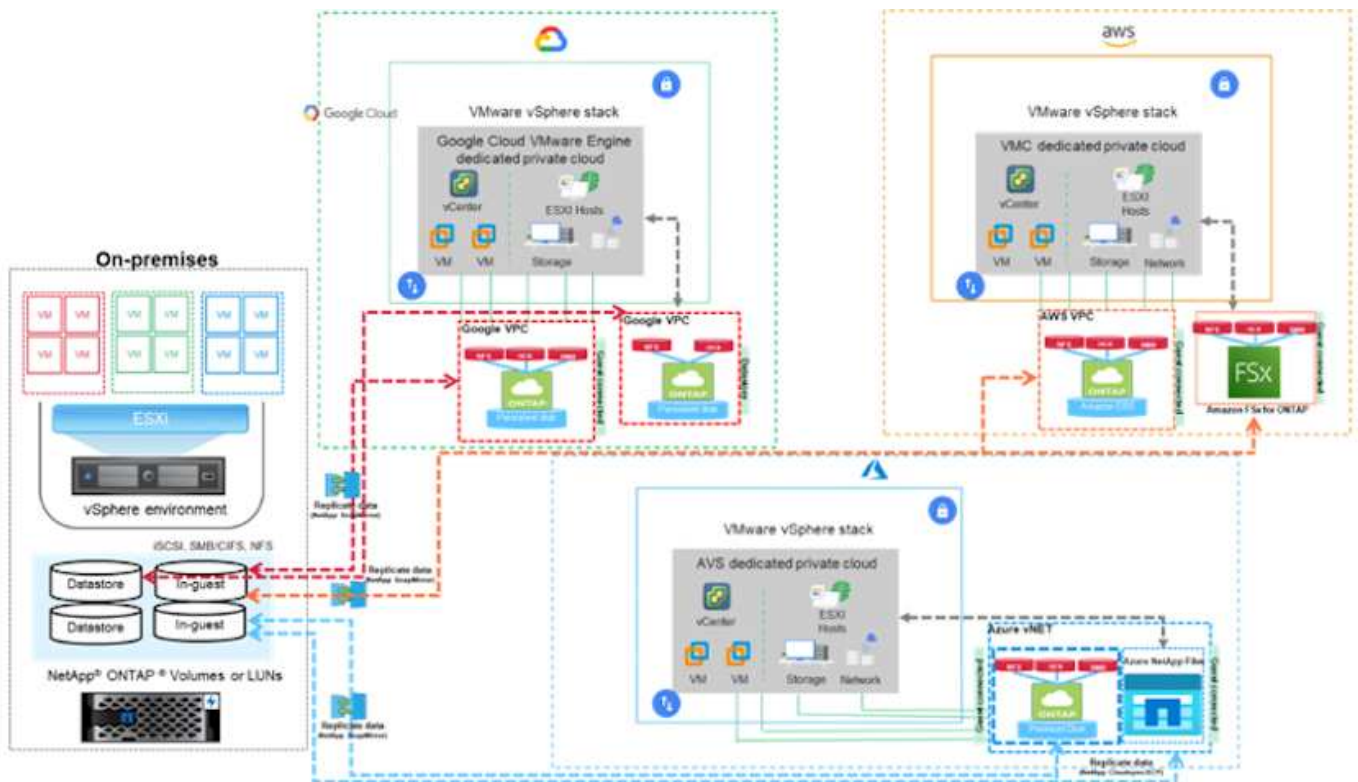 On-premises
VM VM VM VM VM VM
VM VM VM VM VM VM
ESXI
vSphere environment
iSCSI, SMB/CIFS, NFS
Datastore
In-guest
Datastore
In-guest
NetApp® ONTAP ® Volumes or LUNs
Google Cloud
VMware vSphere stack
Google Cloud VMware Engine
dedicated private cloud
vCenter
ESXI Hosts
VM
VM
Storage
Google VPC
ONTAP
Google VPC
ONTAP
Replicate data
Replicate data
Replicate data
aws
VMware vSphere stack
VMC dedicated private cloud
vCenter
ESXI
Hosts
VM
VM
Storage
Network
AWS VPC
ONTAP
FSx
Amazon FSx for ONTAP
VMware vSphere stack
AVS dedicated private cloud
vCenter
ESXI
Hosts
VM
VM
Storage
Network
Azure vNET
ONTAP
Azure NetApp Files
Replicate data